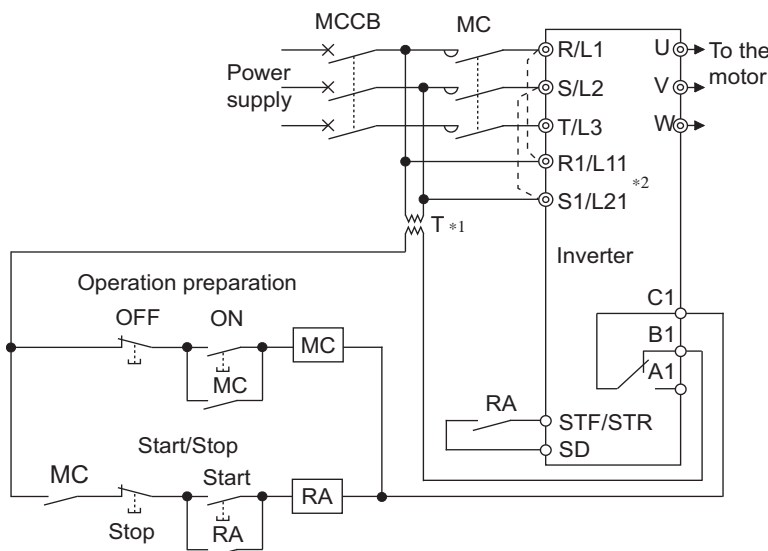 MCCB
MC
R/L1
U
To the
motor
Power
supply
S/L2
V
T/L3
W
R1/L11
*2
S1/L21
T *1
Inverter
Operation preparation
OFF
ON
MC
MC
C1
B1
A1
RA
STF/STR
SD
Start/Stop
MC
Start
RA
Stop
RA